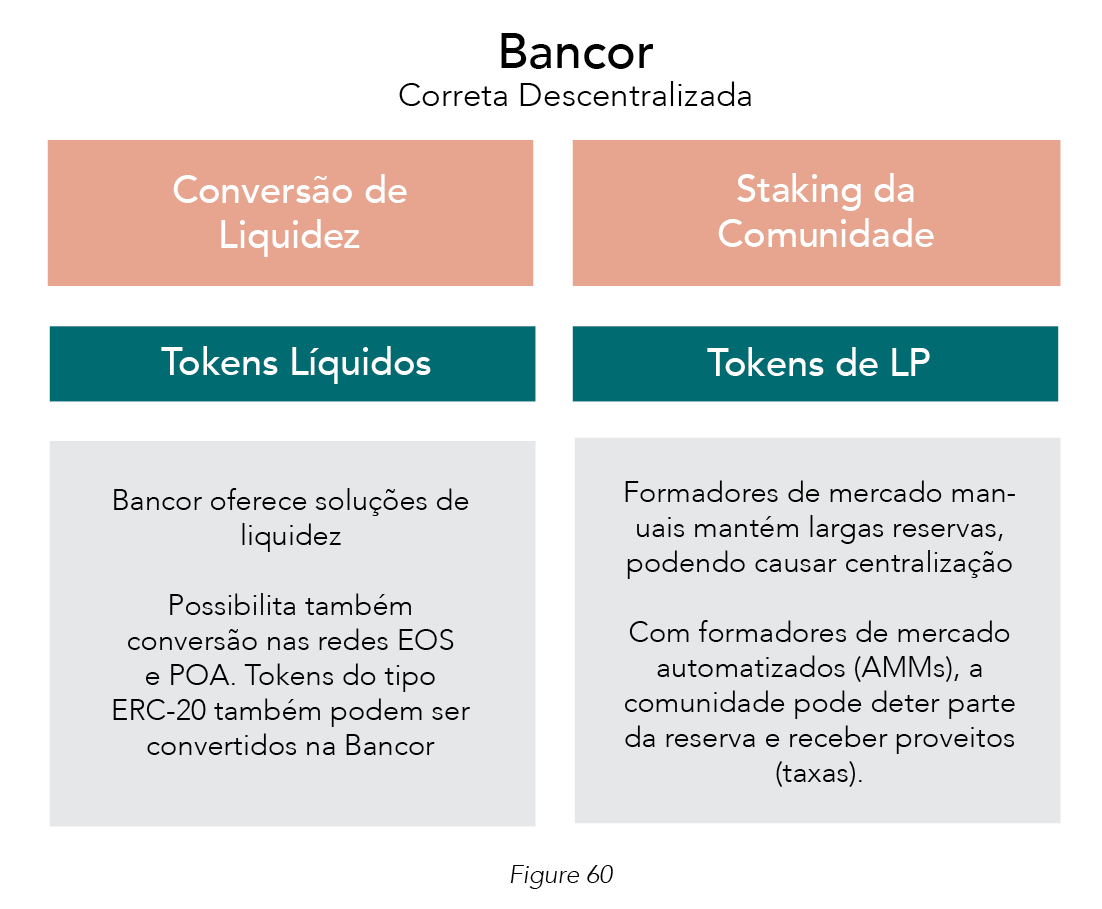 Bancor
Correta Descentralizada
Conversão de
Liquidez
Staking da
Comunidade
Tokens Líquidos
Tokens de LP
Bancor oferece soluções de
liquidez
Possibilita também
conversão nas redes EOS
e POA. Tokens do tipo
ERC-20 também podem ser
convertidos na Bancor
Formadores de mercado man-
uais mantém largas reservas,
podendo causar centralização
Com formadores de mercado
automatizados (AMMs), a
comunidade pode deter parte
da reserva e receber proveitos
(taxas).
Figure 60